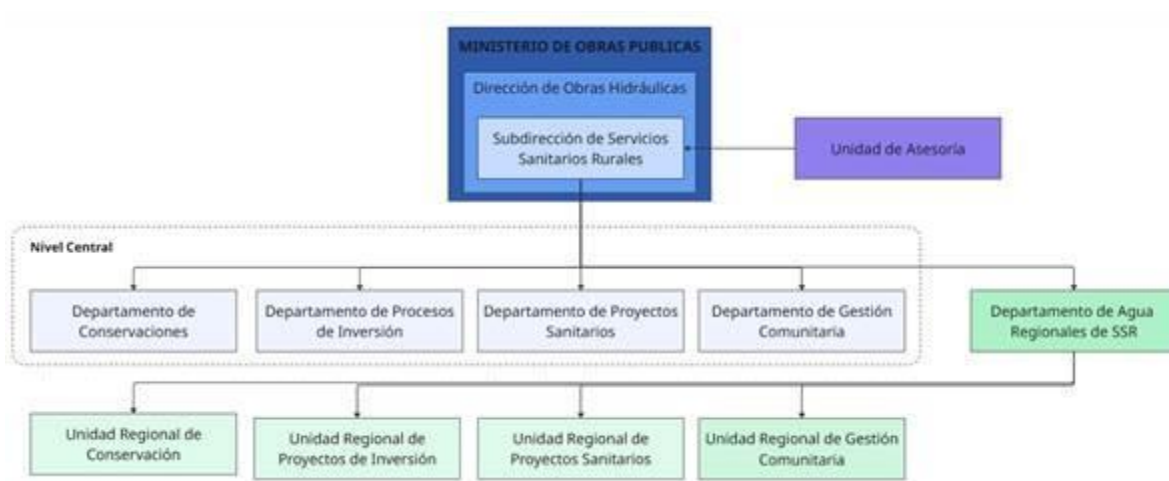 MINISTERIO DE OBRAS PUBLICAS
Dirección de Obras Hidráulicas
Subdirección de Servicios
Sanitarios Rurales
Unidad de Asesoría
Nivel Central
Departamento de
Conservaciones
Departamento de Procesos
de Inversión
Departamento de Proyectos
Sanitarios
Departamento de Gestión
Comunitaria
Departamento de Agua
Regionales de SSR
Unidad Regional de
Conservación
Unidad Regional de
Proyectos de Inversión
Unidad Regional de
Proyectos Sanitarios
Unidad Regional de Gestión
Comunitaria